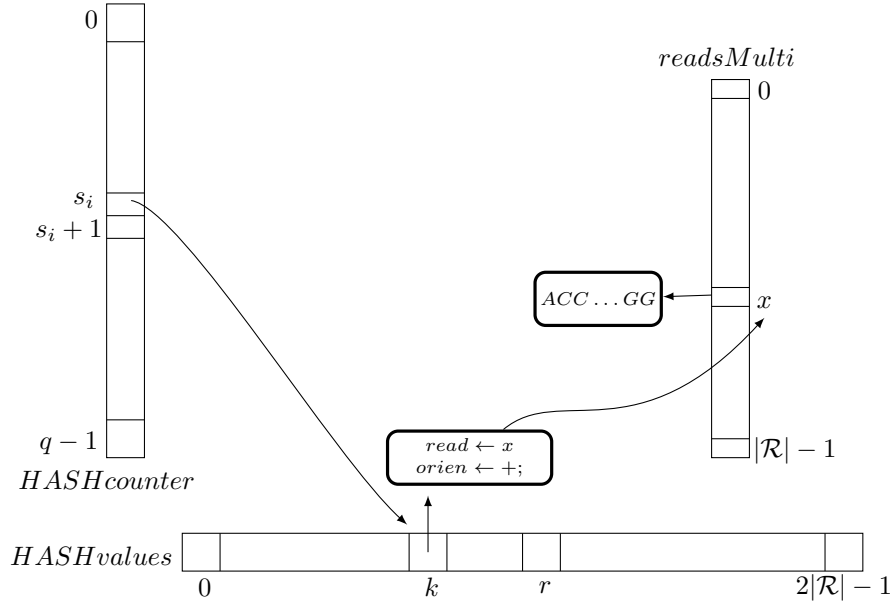 0
readsMulti
0
s_i
s_i + 1
ACC … GG
x
q − 1
read ← x
orien ← +;
|ℛ| − 1
HASHcounter
HASHvalues
0
k
r
2|ℛ| − 1